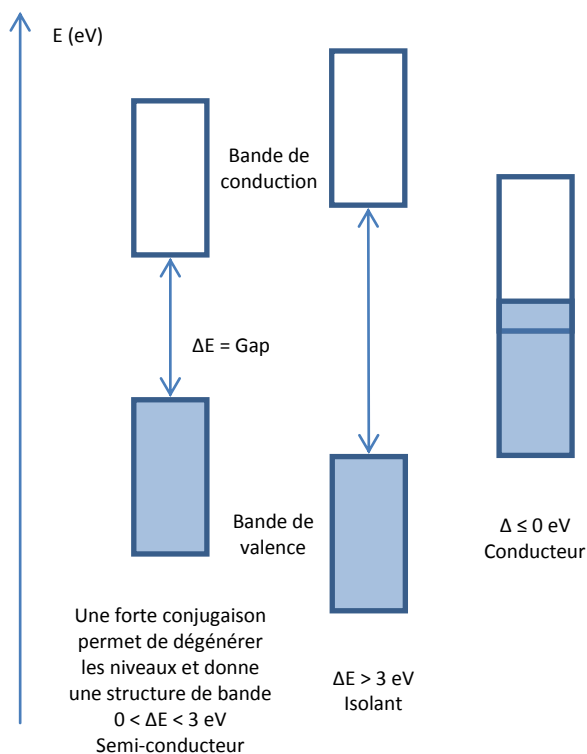 E (eV)
Bande de
conduction
ΔE = Gap
Bande de
valence
Une forte conjugaison
permet de dégénérer
les niveaux et donne
une structure de bande
0 < ΔE < 3 eV
Semi-conducteur
ΔE > 3 eV
Isolant
Δ ≤ 0 eV
Conducteur